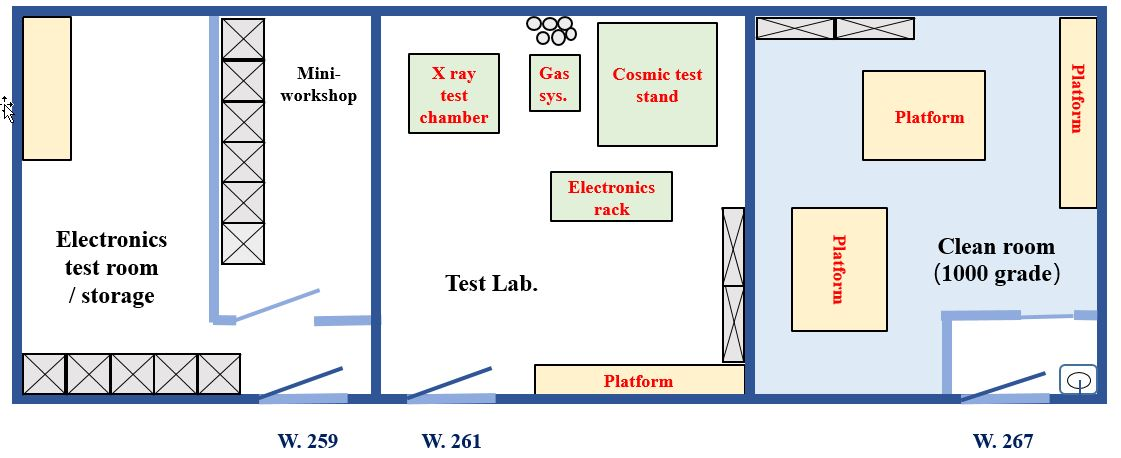 Mini-
workshop
X ray
test
chamber
Gas
sys.
Cosmic test
stand
Electronics
rack
Platform
Platform
Platform
Electronics
test room
/ storage
Test Lab.
Clean room
(1000 grade)
Platform
W. 259
W. 261
W. 267